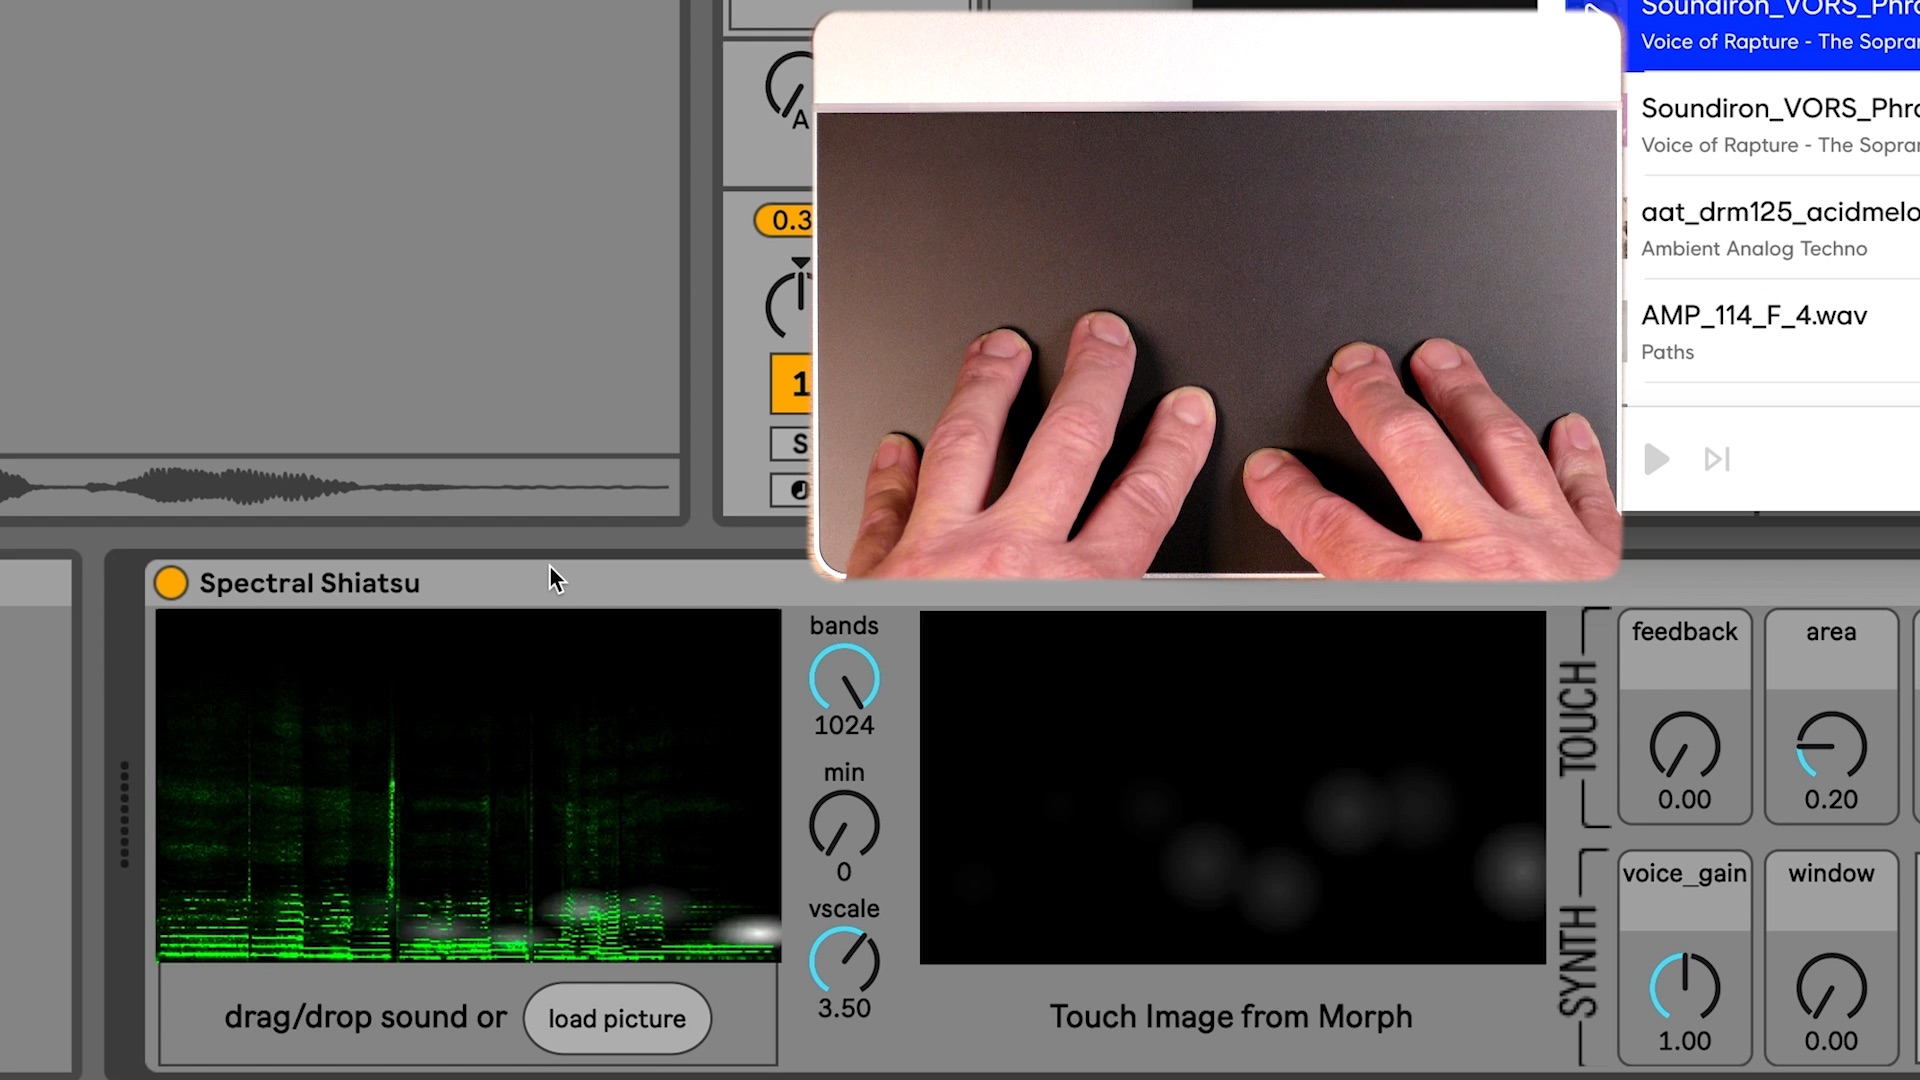 Soundiron_VORS_Phr
Voice of Rapture - The Sopra
A
Soundiron_VORS_Phr
Voice of Rapture - The Sopra
0.3
aat_drm125_acidmelo
Ambient Analog Techno
AMP_114_F_4.wav
Paths
1
S
Spectral Shiatsu
bands
1024
min
0
vscale
3.50
drag/drop sound or
load picture
Touch Image from Morph
TOUCH
feedback
0.00
area
0.20
SYNTH
voice_gain
1.00
window
0.00